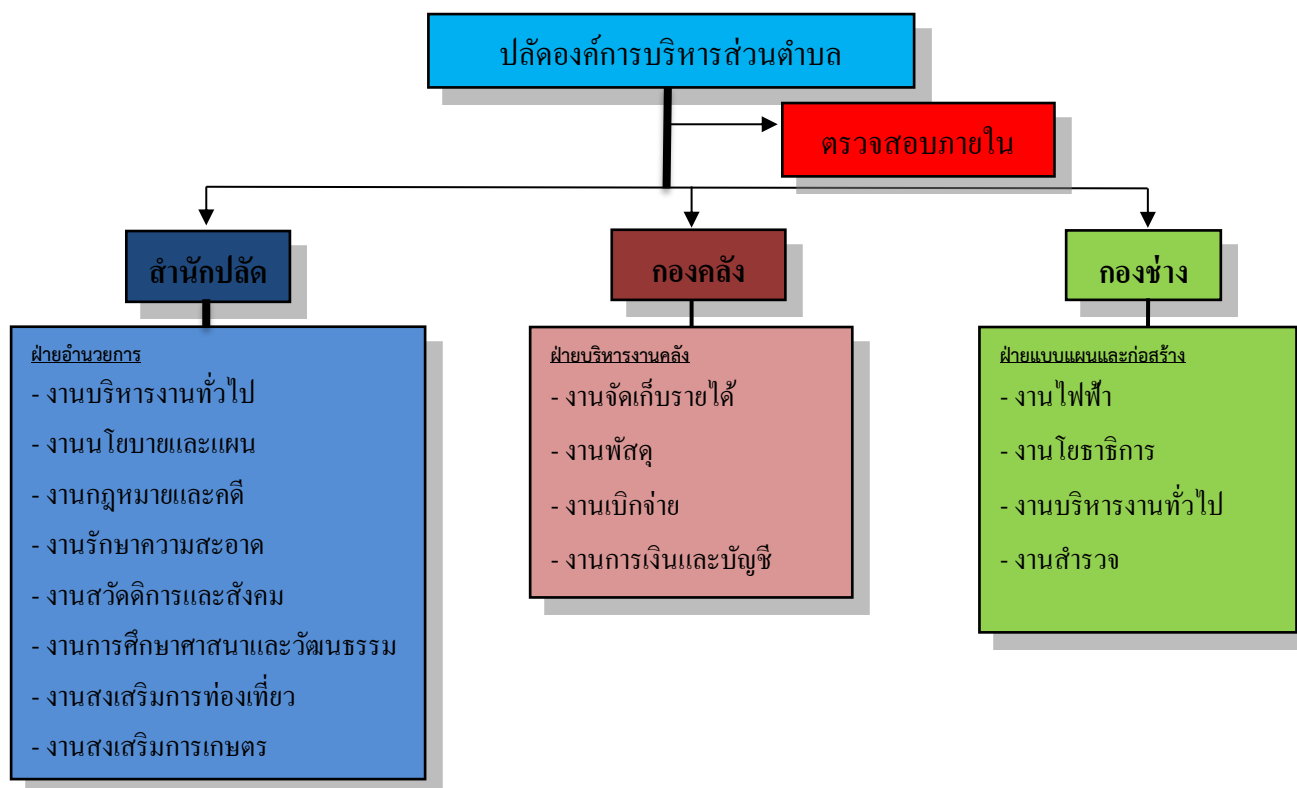 ปลัดองค์การบริหารส่วนตำบล
ตรวจสอบภายใน
สำนักปลัด
ฝ่ายอำนวยการ
- งานบริหารงานทั่วไป
- งานนโยบายและแผน
- งานกฎหมายและคดี
- งานรักษาความสะอาด
- งานสวัดดิการและสังคม
- งานการศึกษาศาสนาและวัฒนธรรม
- งานสงเสริมการท่องเที่ยว
- งานสงเสริมการเกษตร
กองคลัง
ฝ่ายบริหารงานคลัง
- งานจัดเก็บรายได้
- งานพัสดุ
- งานเบิกจ่าย
- งานการเงินและบัญชี
กองช่าง
ฝ่ายแบบแผนและก่อสร้าง
- งานไฟฟ้า
- งานโยธาธิการ
- งานบริหารงานทั่วไป
- งานสำรวจ